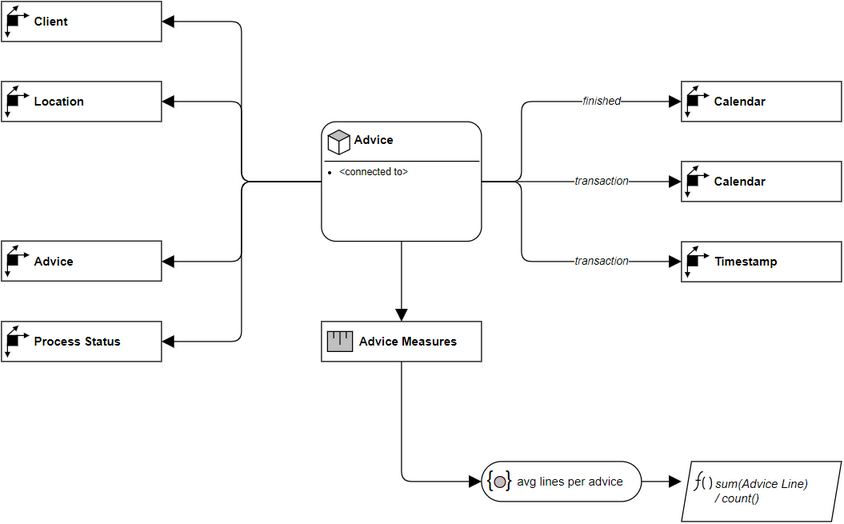 Client
Location
Advice
Process Status
Advice
<connected to>
finished
Calendar
transaction
Calendar
transaction
Timestamp
Advice Measures
{ } avg lines per advice
f() sum(Advice Line)
/ count()